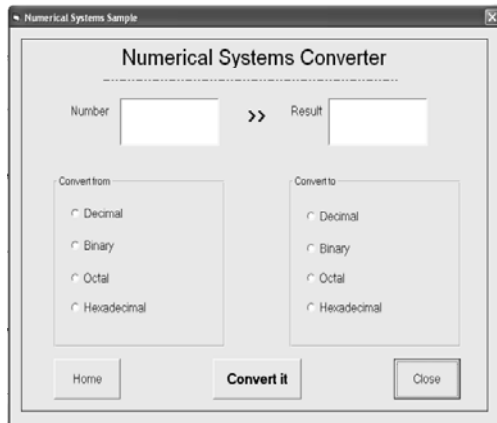 Numerical Systems Sample
Numerical Systems Converter
Number >> Result
Convert from
Decimal
Binary
Octal
Hexadecimal
Convert to
Decimal
Binary
Octal
Hexadecimal
Home Convert it Close